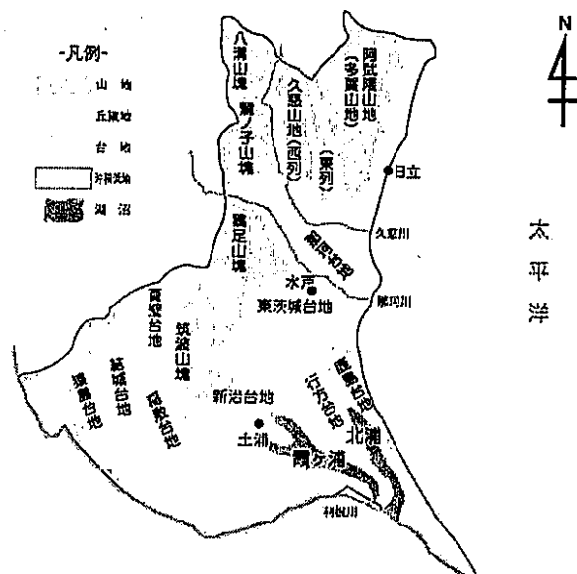 -凡例-
山地
丘陵地
台地
沖積低地
湖沼
N
八溝山塊
鷲ノ子山塊
久慈山地(西列)
(東列)
阿武隈山地
(多賀山地)
日立
久慈川
那珂台地
鶏足山塊
水戸
東茨城台地
那珂川
太平洋
真壁台地
筑波山塊
結城台地
猿島台地
新治台地
土浦
鹿島台地
行方台地
北浦
霞ヶ浦
利根川